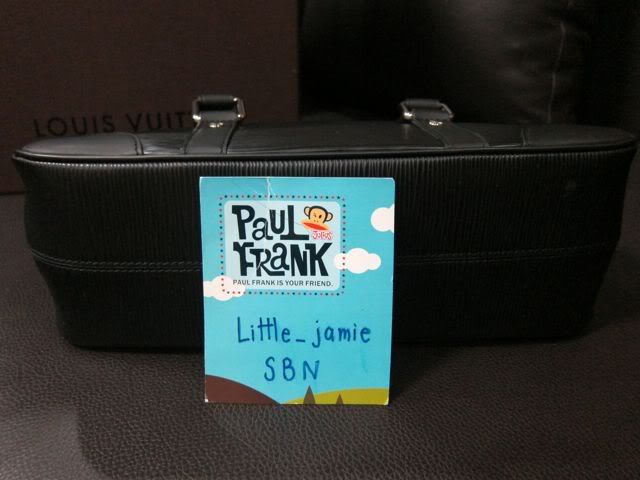 LOUIS VUIT
PAUL
Julius
FRANK
PAUL FRANK IS YOUR FRIEND.
Little_jamie
SBN